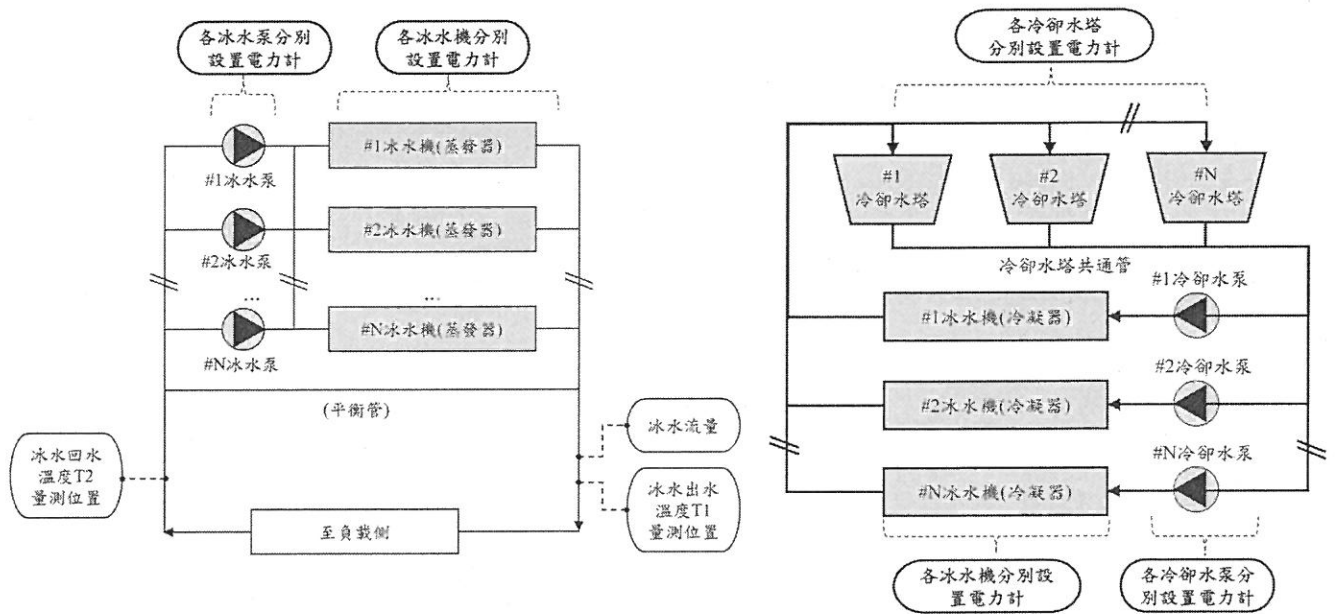 各冰水泵分別
設置電力計
各冰水機分別
設置電力計
#1冰水機(蒸發器)
#1冰水泵
#2冰水機(蒸發器)
#2冰水泵
...
...
#N冰水機(蒸發器)
#N冰水泵
(平衡管)
冰水流量
冰水回水
溫度T2
量測位置
冰水出水
溫度T1
量測位置
至負載側
各冷卻水塔
分別設置電力計
#1
冷卻水塔
#2
冷卻水塔
#N
冷卻水塔
冷卻水塔共通管
#1冷卻水泵
#1冰水機(冷凝器)
#2冷卻水泵
#2冰水機(冷凝器)
#N冷卻水泵
#N冰水機(冷凝器)
各冰水機分別設
置電力計
各冷卻水泵分
別設置電力計